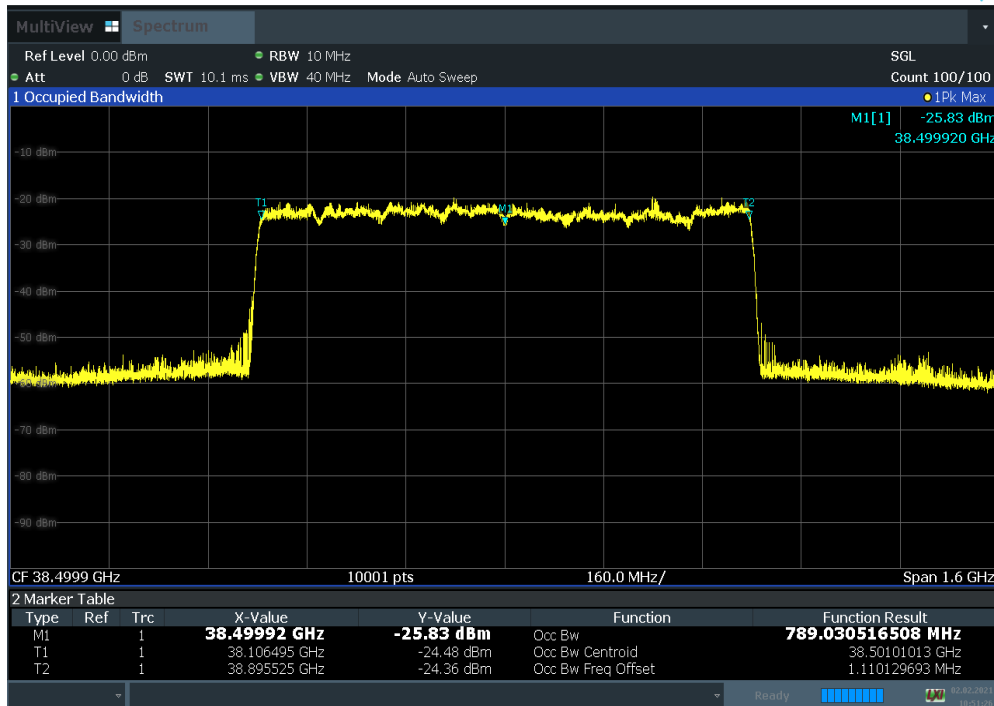 MultiView Spectrum
Ref Level 0.00 dBm RBW 10 MHz SGL
Att 0 dB SWT 10.1 ms VBW 40 MHz Mode Auto Sweep Count 100/100
1 Occupied Bandwidth 1Pk Max
M1[1] -25.83 dBm
38.499920 GHz
-10 dBm
-20 dBm
T1
M1
T2
-30 dBm
-40 dBm
-50 dBm
-70 dBm
-80 dBm
-90 dBm
CF 38.4999 GHz 10001 pts 160.0 MHz/ Span 1.6 GHz
2 Marker Table
Type Ref Trc X-Value Y-Value Function Function Result
M1 1 38.49992 GHz -25.83 dBm Occ Bw 789.030516508 MHz
T1 1 38.106495 GHz -24.48 dBm Occ Bw Centroid 38.50101013 GHz
T2 1 38.895495 GHz -24.36 dBm Occ Bw Freq Offset 1.110129693 MHz
Ready 02.02.2021